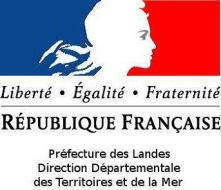 Liberté • Égalité • Fraternité
RÉPUBLIQUE FRANÇAISE
Préfecture des Landes
Direction Départementale
des Territoires et de la Mer